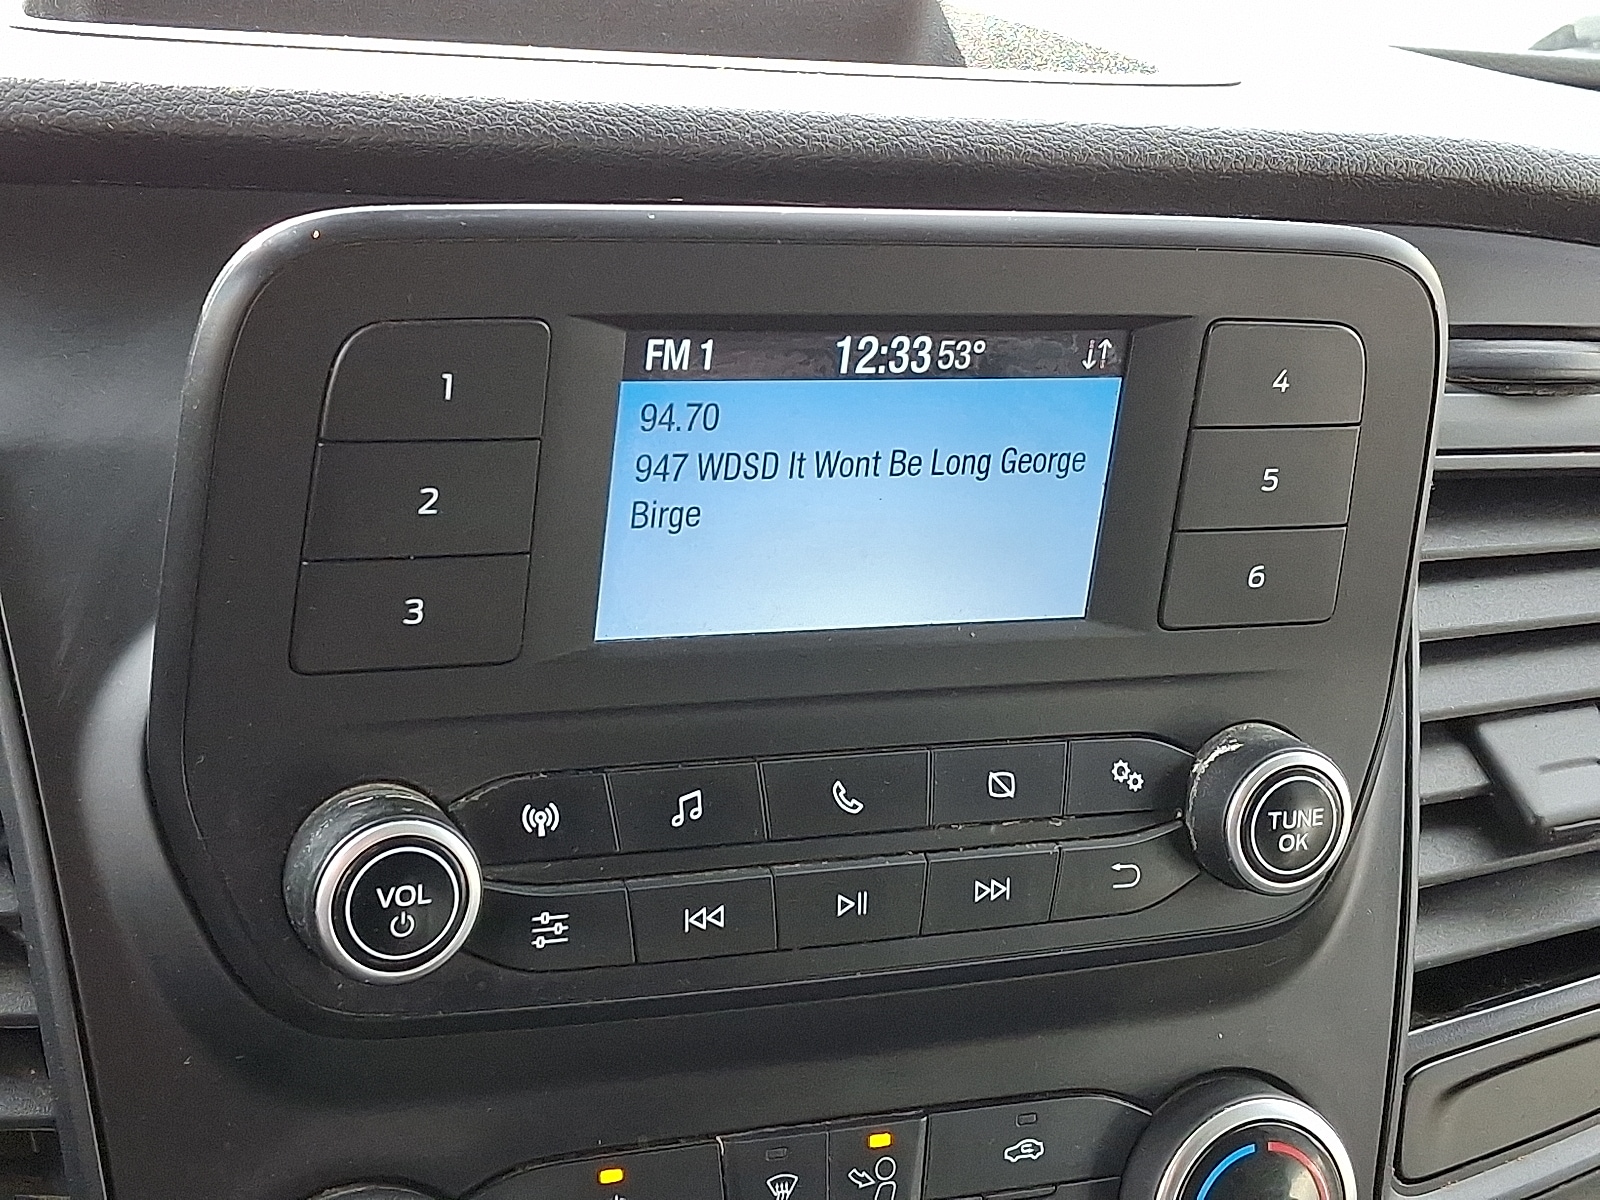 FM 1 12:33 53°
94.70
947 WDSD It Wont Be Long George
Birge
1
2
3
4
5
6
VOL
TUNE
OK